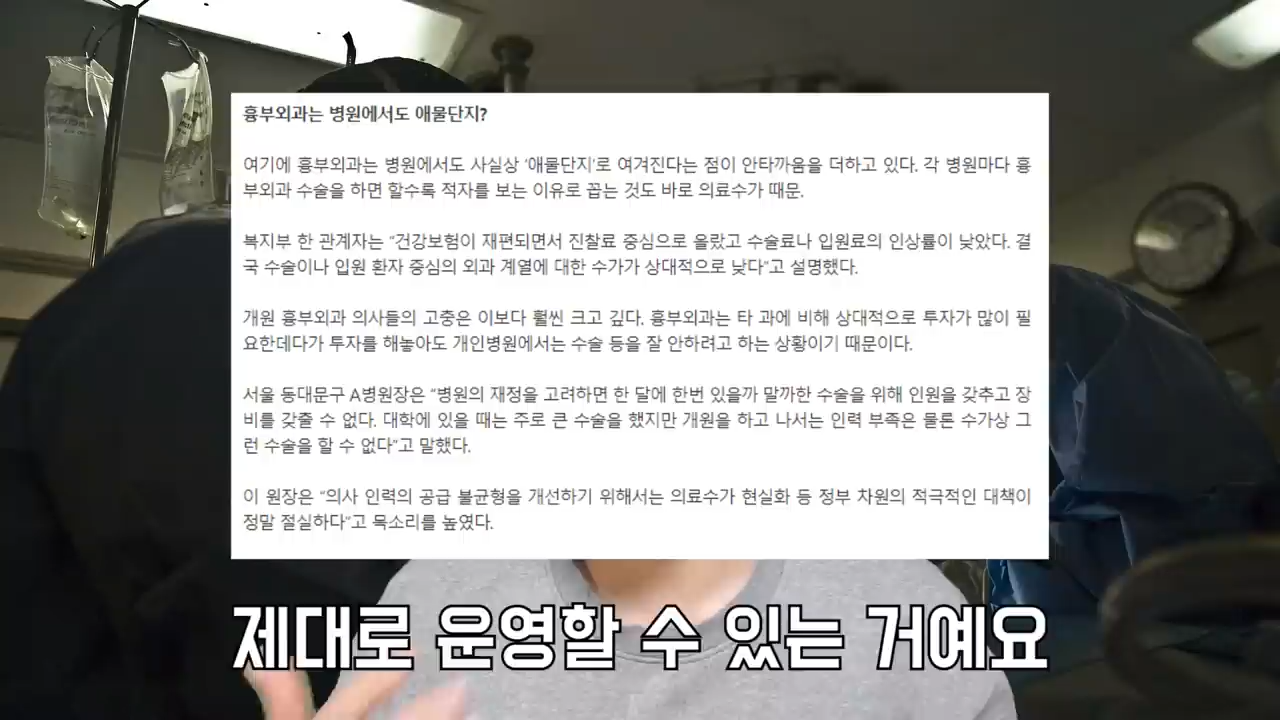 흉부외과는 병원에서도 애물단지?
여기에 흉부외과는 병원에서도 사실상 '애물단지'로 여겨진다는 점이 안타까움을 더하고 있다. 각 병원마다 흉
부외과 수술을 하면 할수록 적자를 보는 이유로 꼽는 것도 바로 의료수가 때문.
복지부 한 관계자는 "건강보험이 재편되면서 진찰료 중심으로 올랐고 수술료나 입원료의 인상률이 낮았다. 결
국 수술이나 입원 환자 중심의 외과 계열에 대한 수가가 상대적으로 낮다"고 설명했다.
개원 흉부외과 의사들의 고충은 이보다 훨씬 크고 깊다. 흉부외과는 타 과에 비해 상대적으로 투자가 많이 필
요한데다가 투자를 해놓아도 개인병원에서는 수술 등을 잘 안하려고 하는 상황이기 때문이다.
서울 동대문구 A병원장은 "병원의 재정을 고려하면 한 달에 한번 있을까 말까한 수술을 위해 인원을 갖추고 장
비를 갖출 수 없다. 대학에 있을 때는 주로 큰 수술을 했지만 개원을 하고 나서는 인력 부족은 물론 수가상 그
런 수술을 할 수 없다"고 말했다.
이 원장은 "의사 인력의 공급 불균형을 개선하기 위해서는 의료수가 현실화 등 정부 차원의 적극적인 대책이
정말 절실하다"고 목소리를 높였다.
제대로 운영할 수 있는 거예요